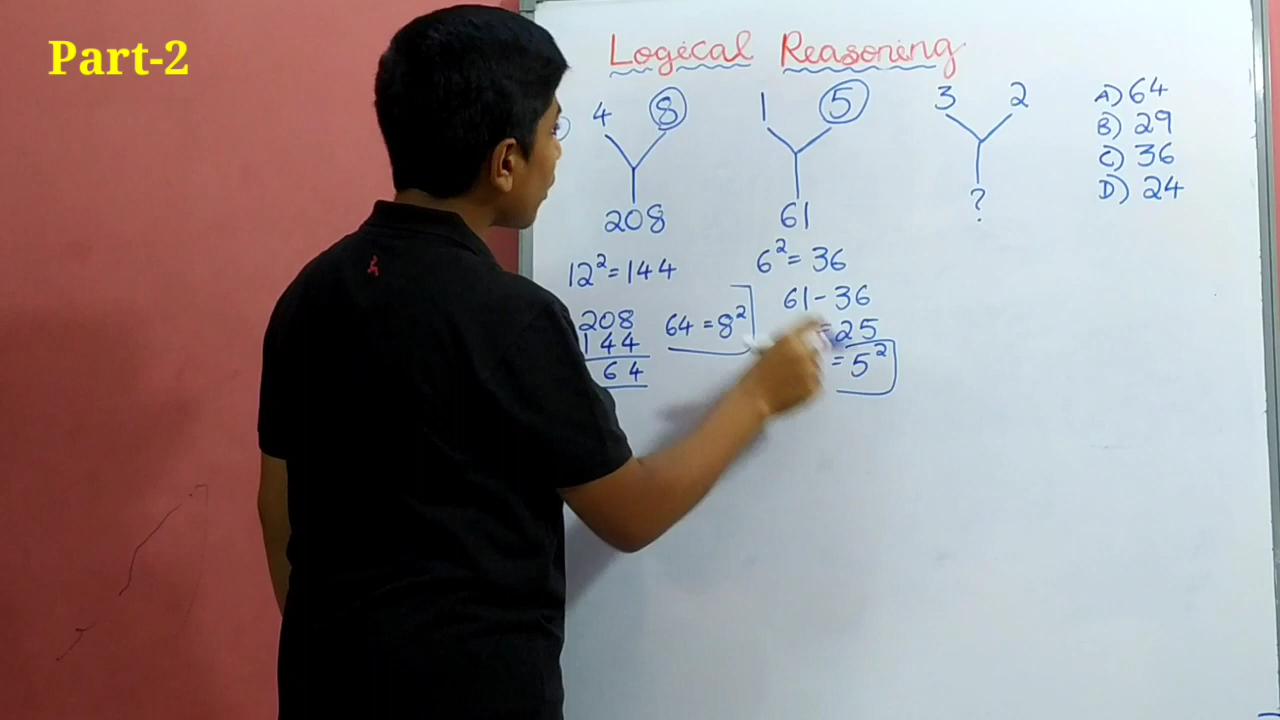 Part-2
Logical Reasoning
4 8 1 5 3 2
208 61 ?
A) 64
B) 29
C) 36
D) 24
12² = 144
208
144
64
64 = 8²
6² = 36
61 - 36
= 25
= 5²